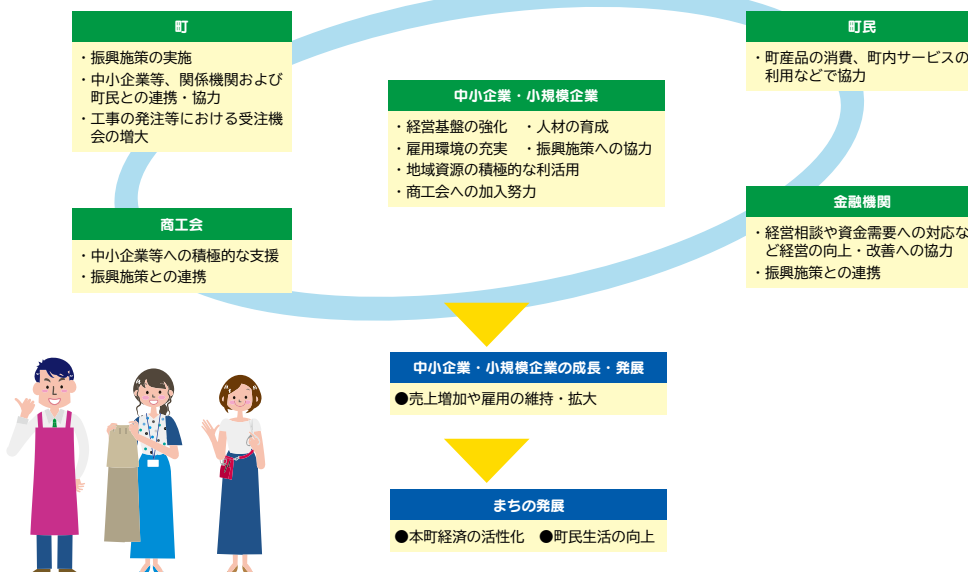 町
・振興施策の実施
・中小企業等、関係機関および
町民との連携・協力
・工事の発注等における受注機
会の増大
町民
・町産品の消費、町内サービスの
利用などで協力
中小企業・小規模企業
・経営基盤の強化　・人材の育成
・雇用環境の充実　・振興施策への協力
・地域資源の積極的な利活用
・商工会への加入努力
商工会
・中小企業等への積極的な支援
・振興施策との連携
金融機関
・経営相談や資金需要への対応な
ど経営の向上・改善への協力
・振興施策との連携
中小企業・小規模企業の成長・発展
●売上増加や雇用の維持・拡大
まちの発展
●本町経済の活性化　●町民生活の向上